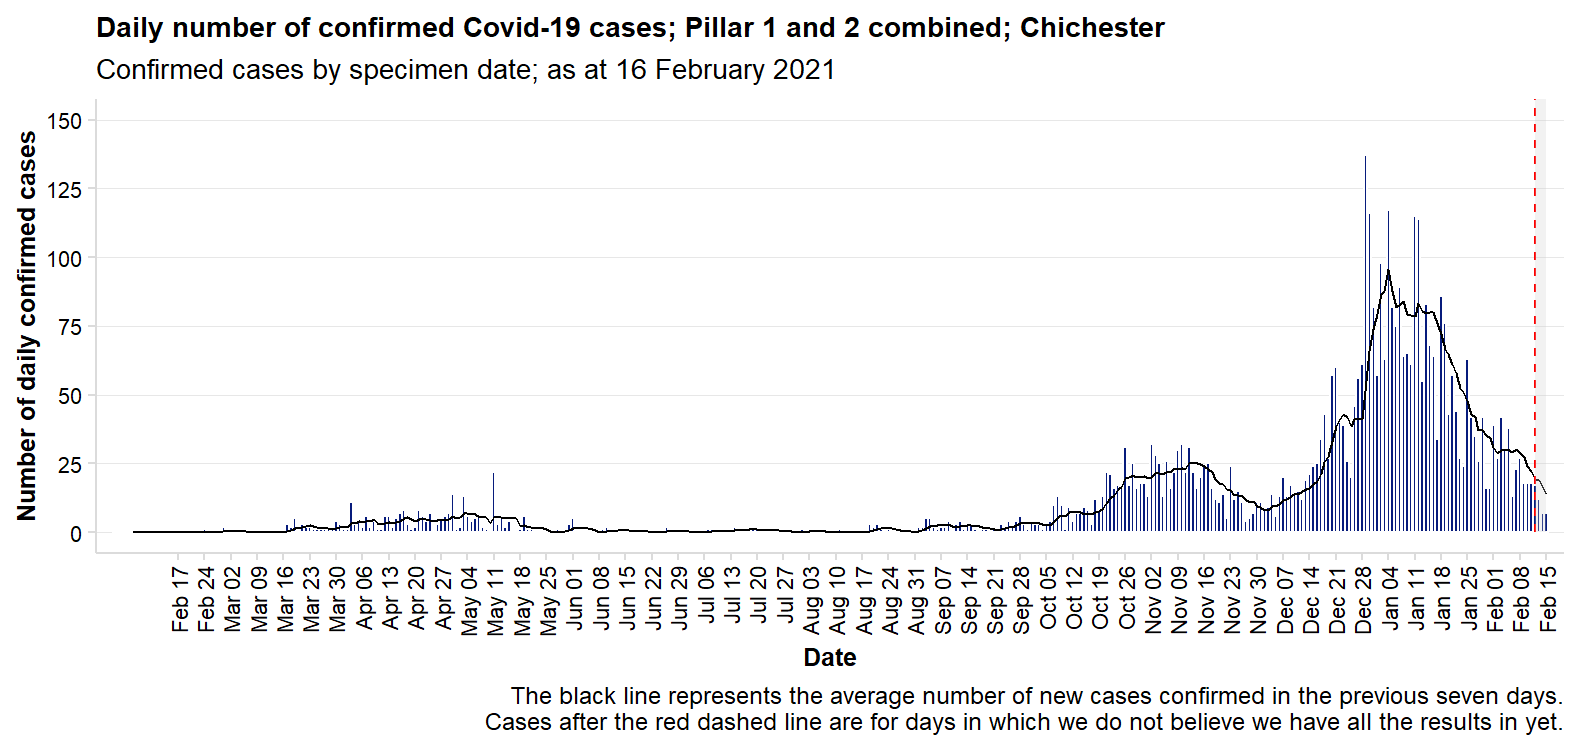 Daily number of confirmed Covid-19 cases; Pillar 1 and 2 combined; Chichester
Confirmed cases by specimen date; as at 16 February 2021
Number of daily confirmed cases
150
125
100
75
50
25
0
Feb 17
Feb 24
Mar 02
Mar 09
Mar 16
Mar 23
Mar 30
Apr 06
Apr 13
Apr 20
Apr 27
May 04
May 11
May 18
May 25
Jun 01
Jun 08
Jun 15
Jun 22
Jun 29
Jul 06
Jul 13
Jul 20
Jul 27
Aug 03
Aug 10
Aug 17
Aug 24
Aug 31
Sep 07
Sep 14
Sep 21
Sep 28
Oct 05
Oct 12
Oct 19
Oct 26
Nov 02
Nov 09
Nov 16
Nov 23
Nov 30
Dec 07
Dec 14
Dec 21
Dec 28
Jan 04
Jan 11
Jan 18
Jan 25
Feb 01
Feb 08
Feb 15
Date
The black line represents the average number of new cases confirmed in the previous seven days.
Cases after the red dashed line are for days in which we do not believe we have all the results in yet.